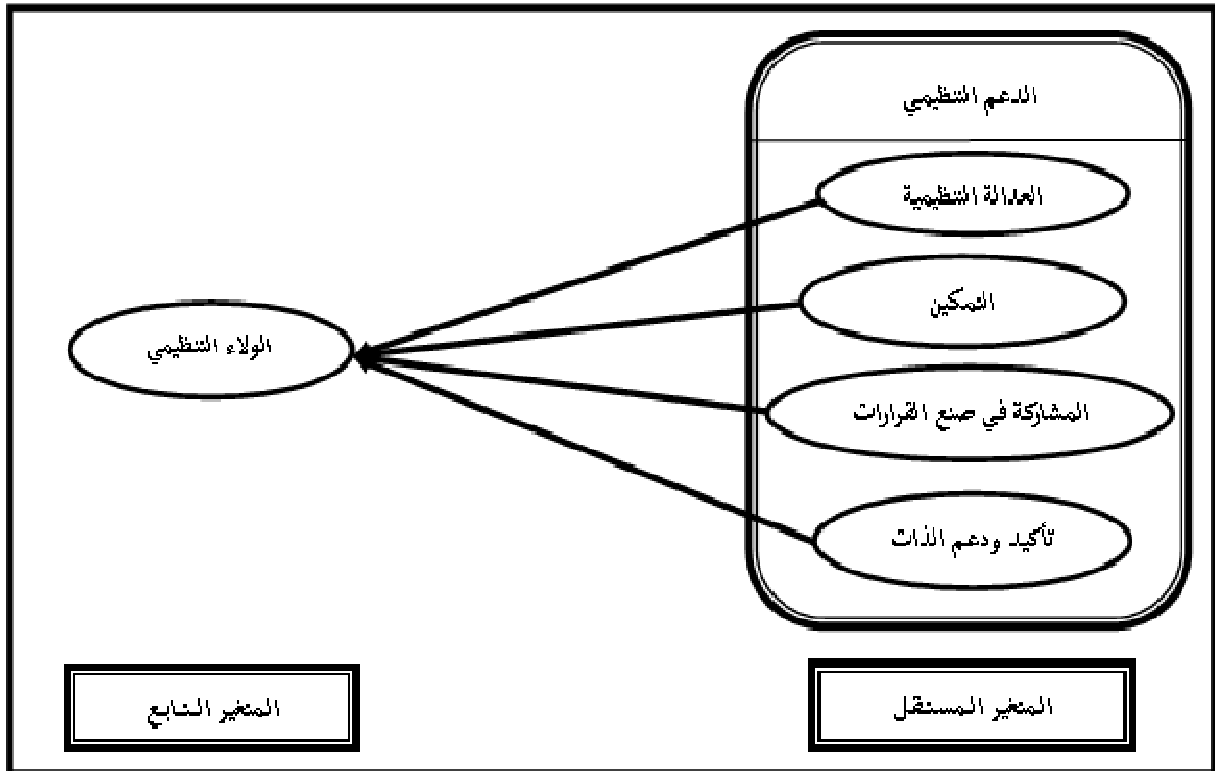 الدعم التنظيمي
العدالة التنظيمية
التمكين
المشاركة في صنع القرارات
تأكيد ودعم الذات
الولاء التنظيمي
المتغير المستقل
المتغير التابع